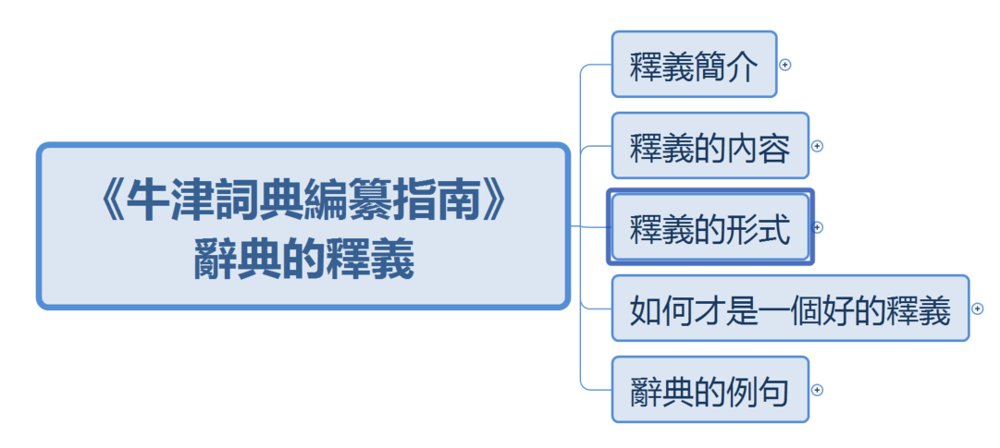 《牛津詞典編纂指南》
辭典的釋義
釋義簡介
釋義的內容
釋義的形式
如何才是一個好的釋義
辭典的例句